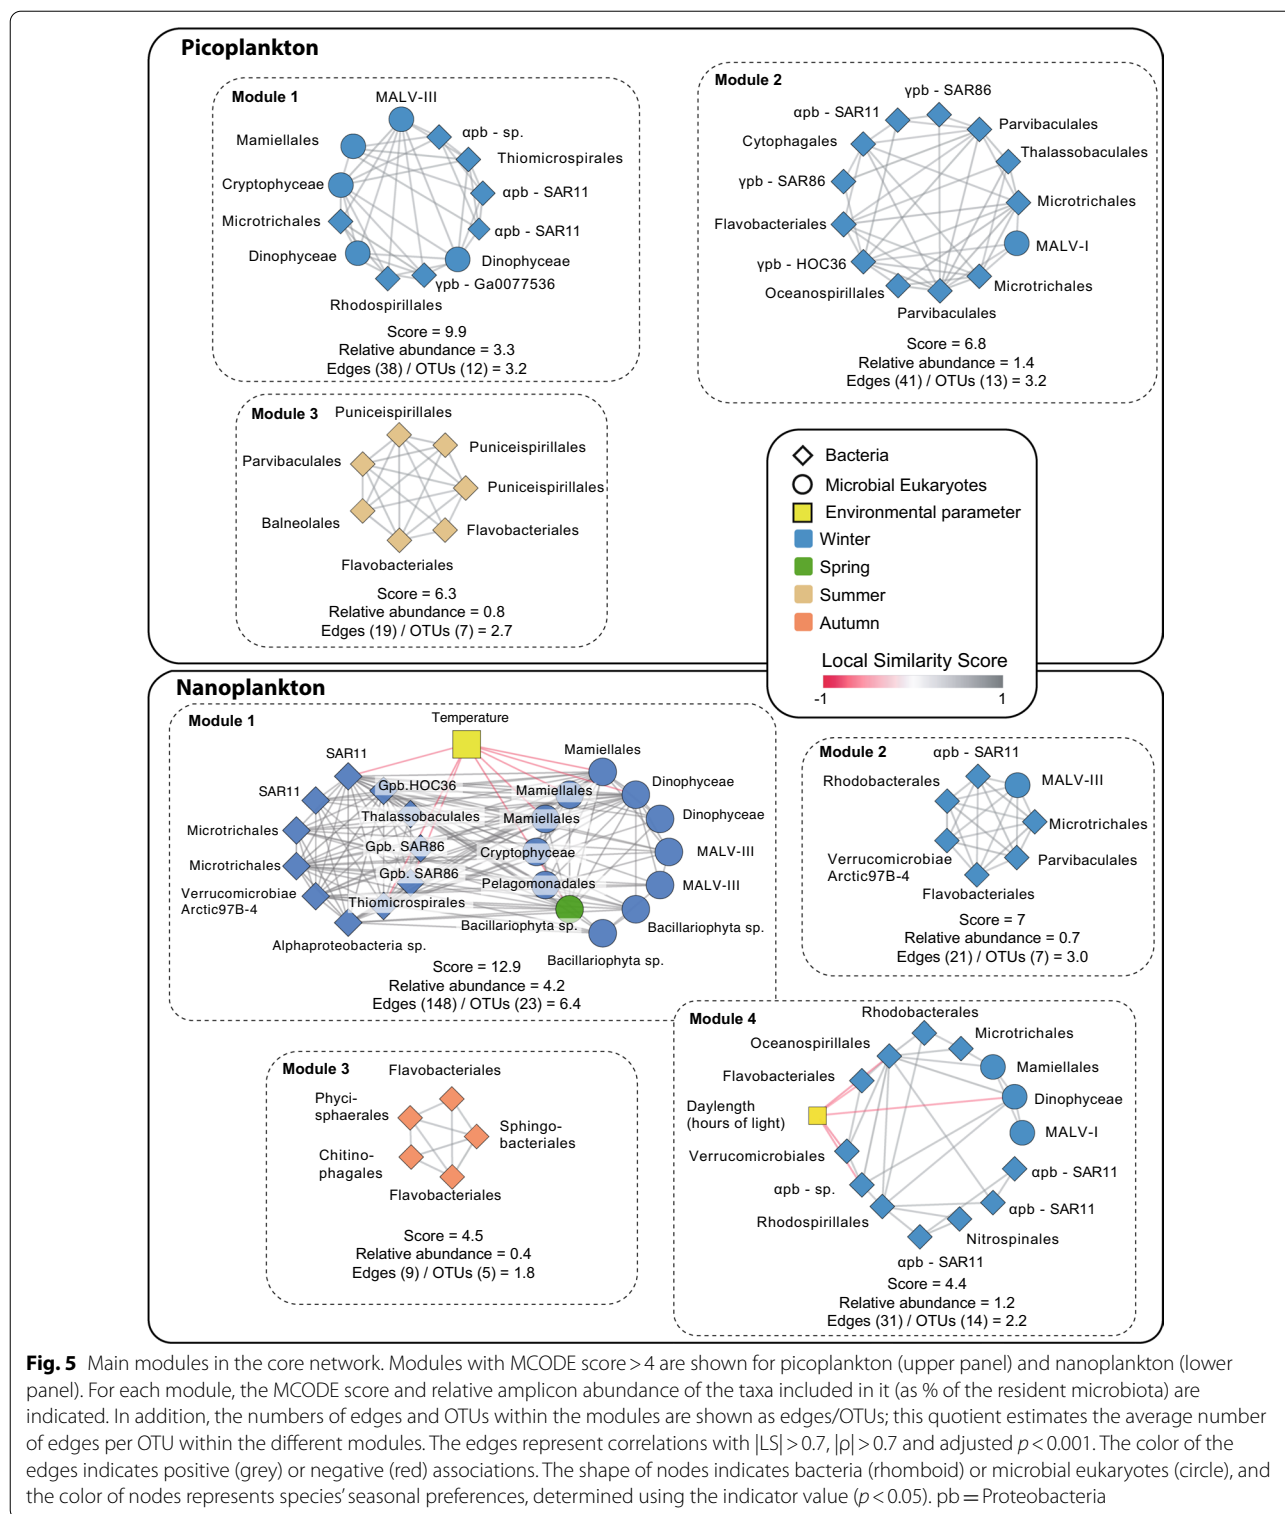 Picoplankton
Module 1
MALV-III
Mamiellales
αpb - sp.
Thiomicrospirales
Cryptophyceae
αpb - SAR11
Microtrichales
αpb - SAR11
Dinophyceae
Dinophyceae
γpb - Ga0077536
Rhodospirillales
Score = 9.9
Relative abundance = 3.3
Edges (38) / OTUs (12) = 3.2
Module 2
γpb - SAR86
αpb - SAR11
Parvibaculales
Cytophagales
Thalassobaculales
γpb - SAR86
Microtrichales
Flavobacteriales
MALV-I
γpb - HOC36
Microtrichales
Oceanospirillales
Parvibaculales
Score = 6.8
Relative abundance = 1.4
Edges (41) / OTUs (13) = 3.2
Module 3
Puniceispirillales
Puniceispirillales
Parvibaculales
Puniceispirillales
Balneolales
Flavobacteriales
Flavobacteriales
Score = 6.3
Relative abundance = 0.8
Edges (19) / OTUs (7) = 2.7
Bacteria
Microbial Eukaryotes
Environmental parameter
Winter
Spring
Summer
Autumn
Local Similarity Score
-1 1
Nanoplankton
Module 1
Temperature
SAR11
Mamiellales
Gpb.HOC36
Mamiellales
Dinophyceae
SAR11
Thalassobaculales
Mamiellales
Dinophyceae
Microtrichales
Gpb. SAR86
Cryptophyceae
MALV-III
Microtrichales
Gpb. SAR86
Pelagomonadales
MALV-III
Verrucomicrobiae
Arctic97B-4
Thiomicrospirales
Bacillariophyta sp.
Bacillariophyta sp.
Alphaproteobacteria sp.
Bacillariophyta sp.
Score = 12.9
Relative abundance = 4.2
Edges (148) / OTUs (23) = 6.4
Module 2
αpb - SAR11
Rhodobacterales
MALV-III
Microtrichales
Verrucomicrobiae
Arctic97B-4
Parvibaculales
Flavobacteriales
Score = 7
Relative abundance = 0.7
Edges (21) / OTUs (7) = 3.0
Module 3
Flavobacteriales
Phyci-
sphaerales
Sphingo-
bacteriales
Chitino-
phagales
Flavobacteriales
Score = 4.5
Relative abundance = 0.4
Edges (9) / OTUs (5) = 1.8
Module 4
Rhodobacterales
Microtrichales
Oceanospirillales
Mamiellales
Flavobacteriales
Dinophyceae
Daylength
(hours of light)
MALV-I
Verrucomicrobiales
αpb - SAR11
αpb - sp.
αpb - SAR11
Rhodospirillales
Nitrospinales
αpb - SAR11
Score = 4.4
Relative abundance = 1.2
Edges (31) / OTUs (14) = 2.2
Fig. 5 Main modules in the core network. Modules with MCODE score > 4 are shown for picoplankton (upper panel) and nanoplankton (lower
panel). For each module, the MCODE score and relative amplicon abundance of the taxa included in it (as % of the resident microbiota) are
indicated. In addition, the numbers of edges and OTUs within the modules are shown as edges/OTUs; this quotient estimates the average number
of edges per OTU within the different modules. The edges represent correlations with |LS| > 0.7, |ρ| > 0.7 and adjusted p < 0.001. The color of the
edges indicates positive (grey) or negative (red) associations. The shape of nodes indicates bacteria (rhomboid) or microbial eukaryotes (circle), and
the color of nodes represents species' seasonal preferences, determined using the indicator value (p < 0.05). pb = Proteobacteria